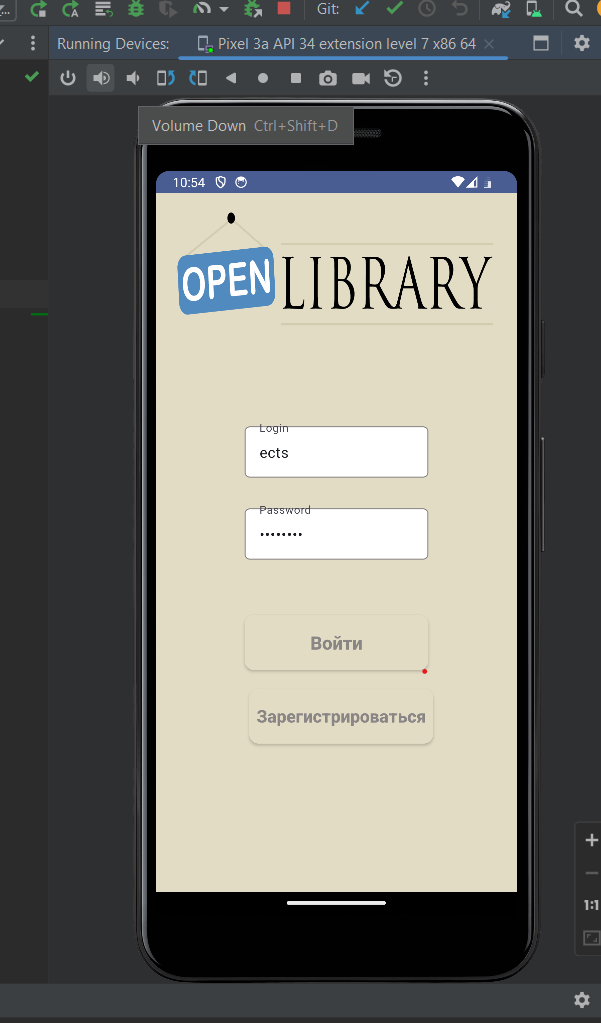 Git:
Running Devices:
Pixel 3a API 34 extension level 7 x86 64
Volume Down Ctrl+Shift+D
10:54
OPEN LIBRARY
Login
ects
Password
••••••••
Войти
Зарегистрироваться
1:1